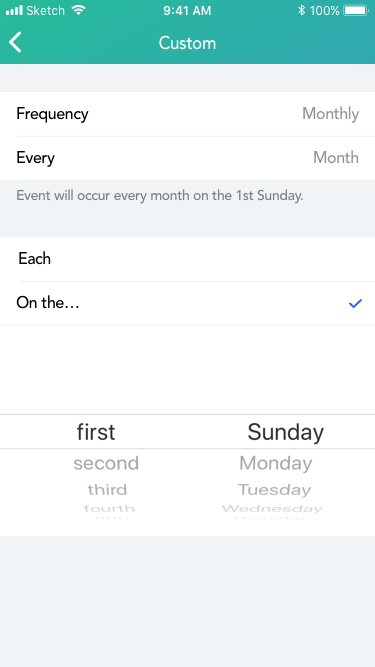 Sketch 9:41 AM 100%
Custom
Frequency Monthly
Every Month
Event will occur every month on the 1st Sunday.
Each
On the…
first Sunday
second Monday
third Tuesday
fourth Wednesday